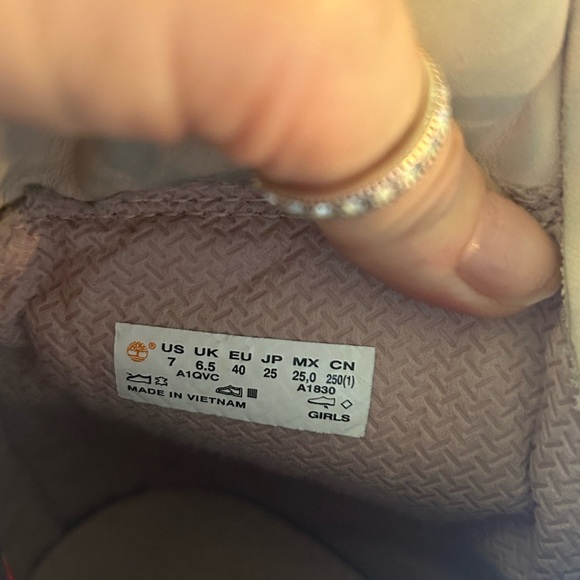 ® US UK EU JP MX CN
7 6.5 40 25 25,0 250(1)
A1QVC A1830
MADE IN VIETNAM GIRLS